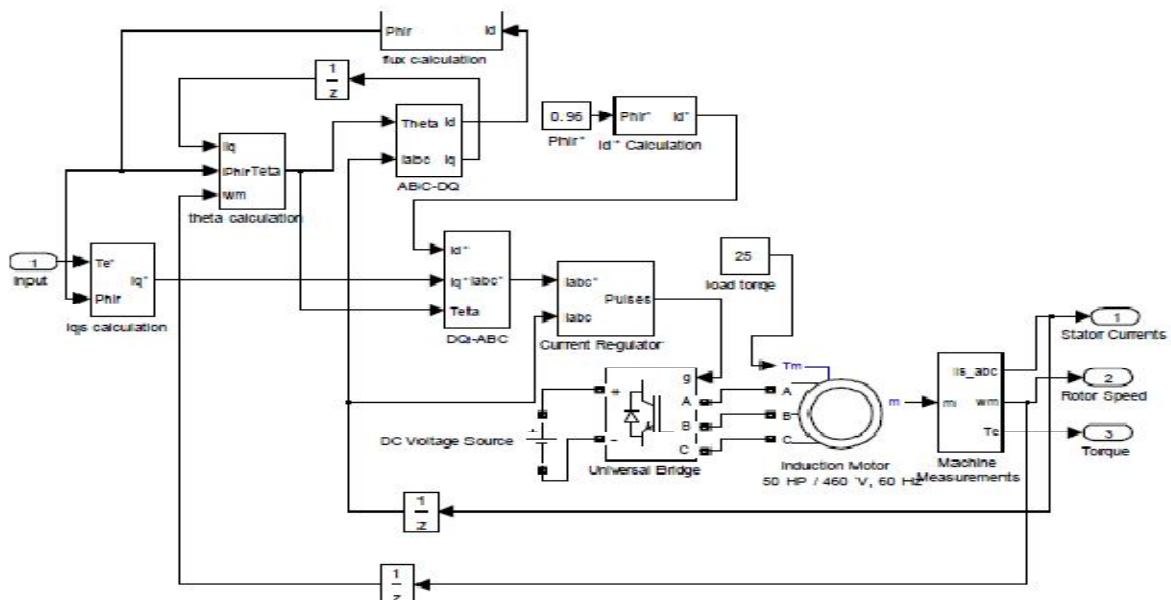 Phir Id
flux calculation
1
z
Theta Id
Iabc Iq
ABC-DQ
0.96
Phir*
Phir* Id*
Id* Calculation
Iq
Phir Teta
wm
theta calculation
1
Input
Te*
Iq*
Phir
iqs calculation
Id*
Iq* Iabc*
Teta
DQ-ABC
Iabc*
Pulses
Iabc
Current Regulator
25
load torqe
Tm
A
B
C
m
Induction Motor
50 HP / 460 V, 60 Hz
g
+
A
B
-
C
Universal Bridge
DC Voltage Source
+
-
is_abc
m wm
Te
Machine
Measurements
1
Stator Currents
2
Rotor Speed
3
Torque
1
z
1
z